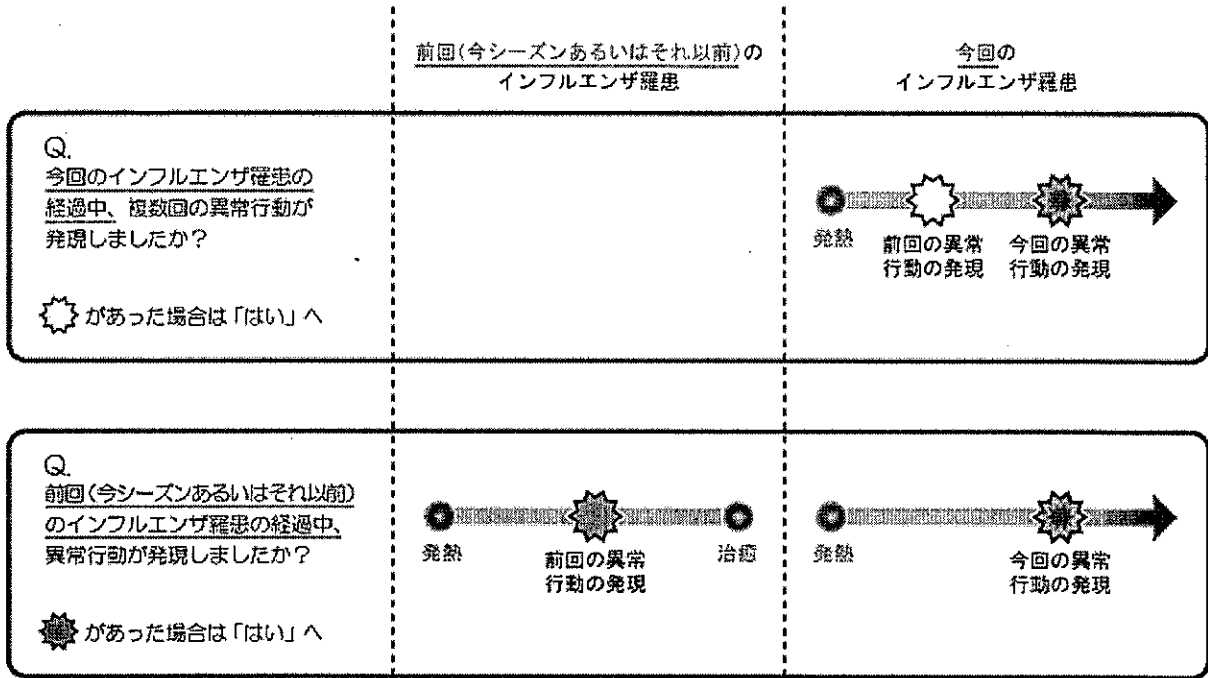 前回(今シーズンあるいはそれ以前)の
インフルエンザ罹患
今回の
インフルエンザ罹患
Q.
今回のインフルエンザ罹患の
経過中、複数回の異常行動が
発現しましたか？
があった場合は「はい」へ
発熱
前回の異常
行動の発現
今回の異常
行動の発現
Q.
前回(今シーズンあるいはそれ以前)
のインフルエンザ罹患の経過中、
異常行動が発現しましたか？
があった場合は「はい」へ
発熱
前回の異常
行動の発現
治癒
発熱
今回の異常
行動の発現